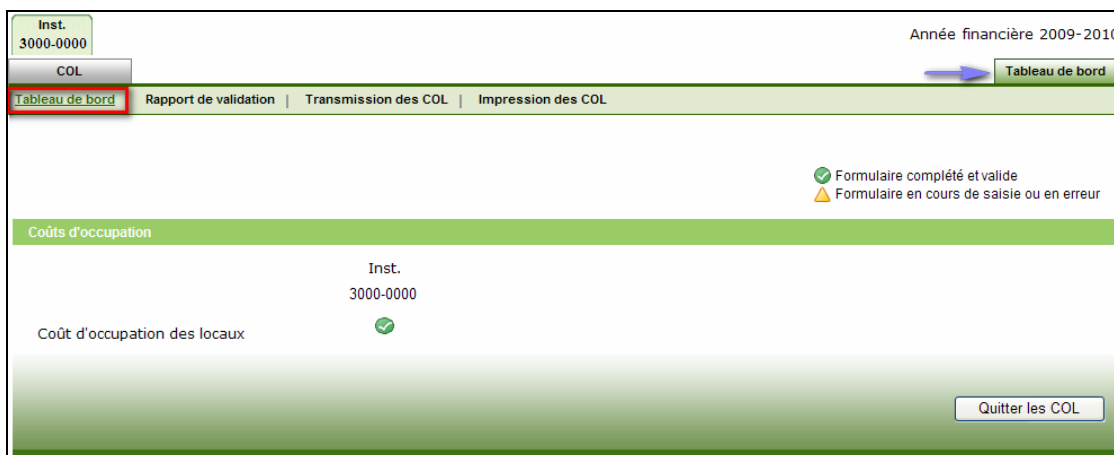 Inst.
3000-0000
Année financière 2009-2010
COL
Tableau de bord
Tableau de bord Rapport de validation | Transmission des COL | Impression des COL
Formulaire complété et valide
Formulaire en cours de saisie ou en erreur
Coûts d'occupation
Inst.
3000-0000
Coût d'occupation des locaux
Quitter les COL